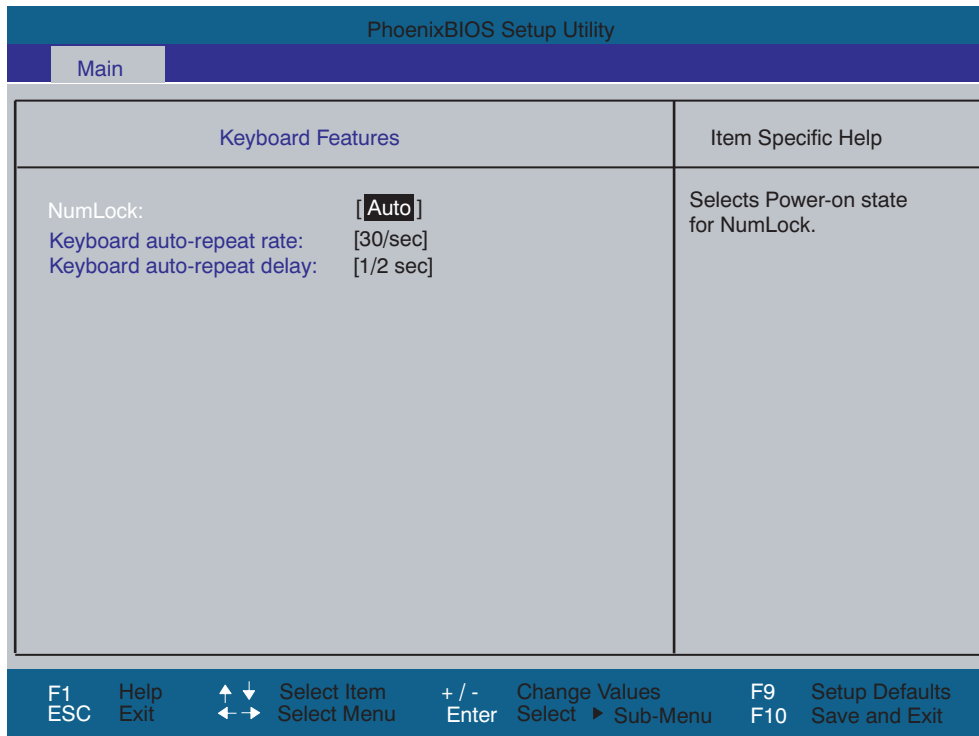 PhoenixBIOS Setup Utility
Main
Keyboard Features
Item Specific Help
NumLock: [Auto]
Keyboard auto-repeat rate: [30/sec]
Keyboard auto-repeat delay: [1/2 sec]
Selects Power-on state
for NumLock.
F1 Help Select Item + / - Change Values F9 Setup Defaults
ESC Exit Select Menu Enter Select Sub-Menu F10 Save and Exit